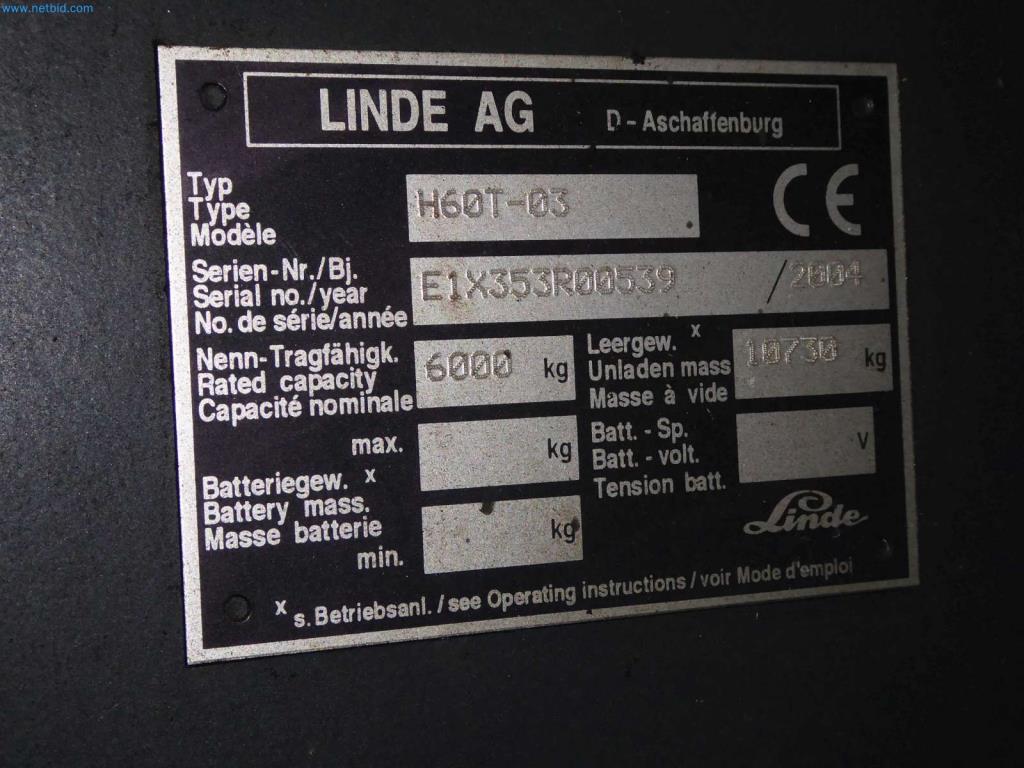 www.netbid.com
LINDE AG D-Aschaffenburg
Typ
Type
Modèle
H60T-03
CE
Serien-Nr./Bj.
Serial no./year
No. de série/année
E1X353R00539 / 2004
Nenn-Tragfähigk.
Rated capacity
Capacité nominale
6000 kg
Leergew. x
Unladen mass
Masse à vide
10730 kg
max. kg
Batteriegew. x
Battery mass.
Masse batterie
min. kg
Batt. - Sp.
Batt. - volt.
Tension batt.
V
Linde
x s. Betriebsanl. / see Operating instructions / voir Mode d'emploi